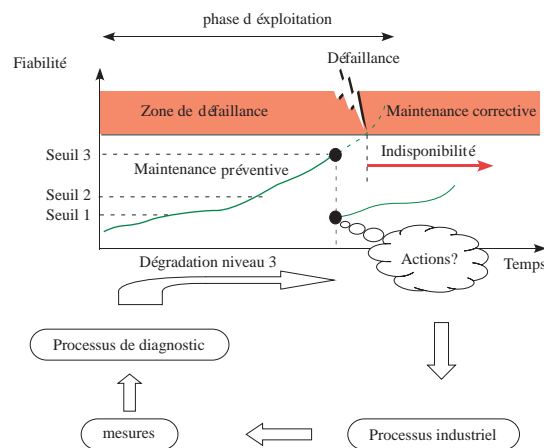 phase d éxploitation
Défaillance
Fiabilité
Zone de défaillance
Maintenance corrective
Seuil 3
Indisponibilité
Maintenance préventive
Seuil 2
Seuil 1
Actions?
Dégradation niveau 3
Temps
Processus de diagnostic
mesures
Processus industriel